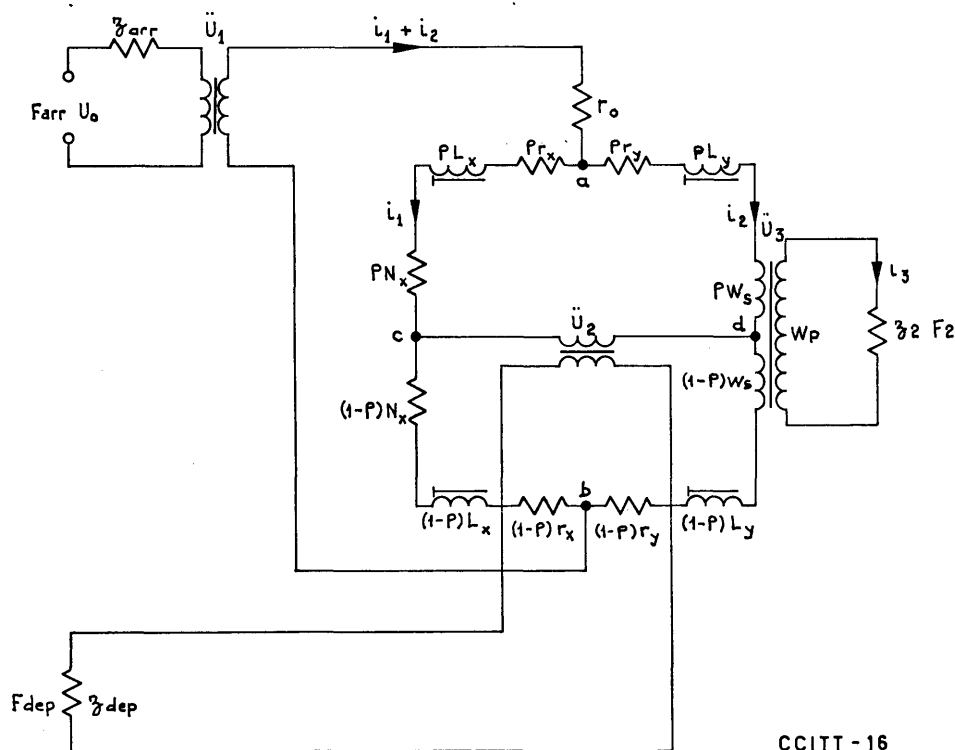 zarr
Ü1
i1 + i2
Farr U0
r0
PLx
Prx
Pry
PLy
a
i1
i2
Ü3
i3
PNx
PWs
Wp
z2 F2
c
Ü2
d
(1-P)Nx
(1-P)Ws
b
(1-P)Lx
(1-P)rx
(1-P)ry
(1-P)Ly
Fdep zdep
CCITT-16